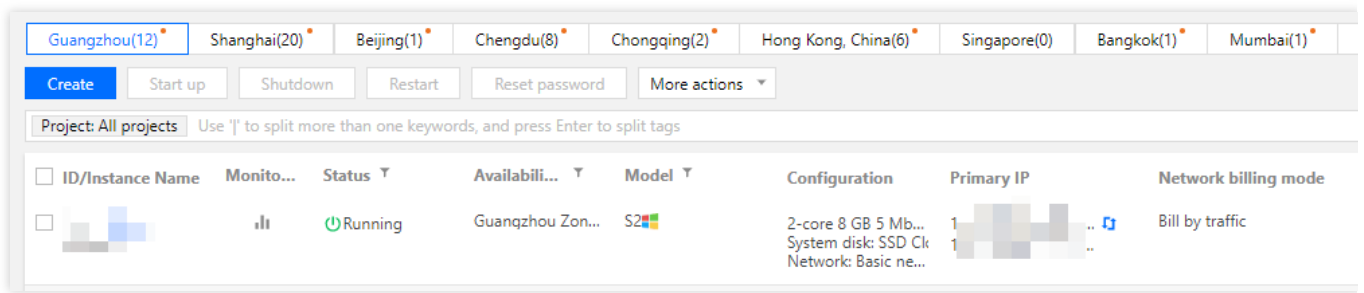 Guangzhou(12) Shanghai(20) Beijing(1) Chengdu(8) Chongqing(2) Hong Kong, China(6) Singapore(0) Bangkok(1) Mumbai(1)
Create Start up Shutdown Restart Reset password More actions
Project: All projects Use '|' to split more than one keywords, and press Enter to split tags
ID/Instance Name Monito... Status Availabili... Model Configuration Primary IP Network billing mode
Running Guangzhou Zon... S2 2-core 8 GB 5 Mb... 1 ... Bill by traffic
System disk: SSD Clo
1 ...
Network: Basic ne...